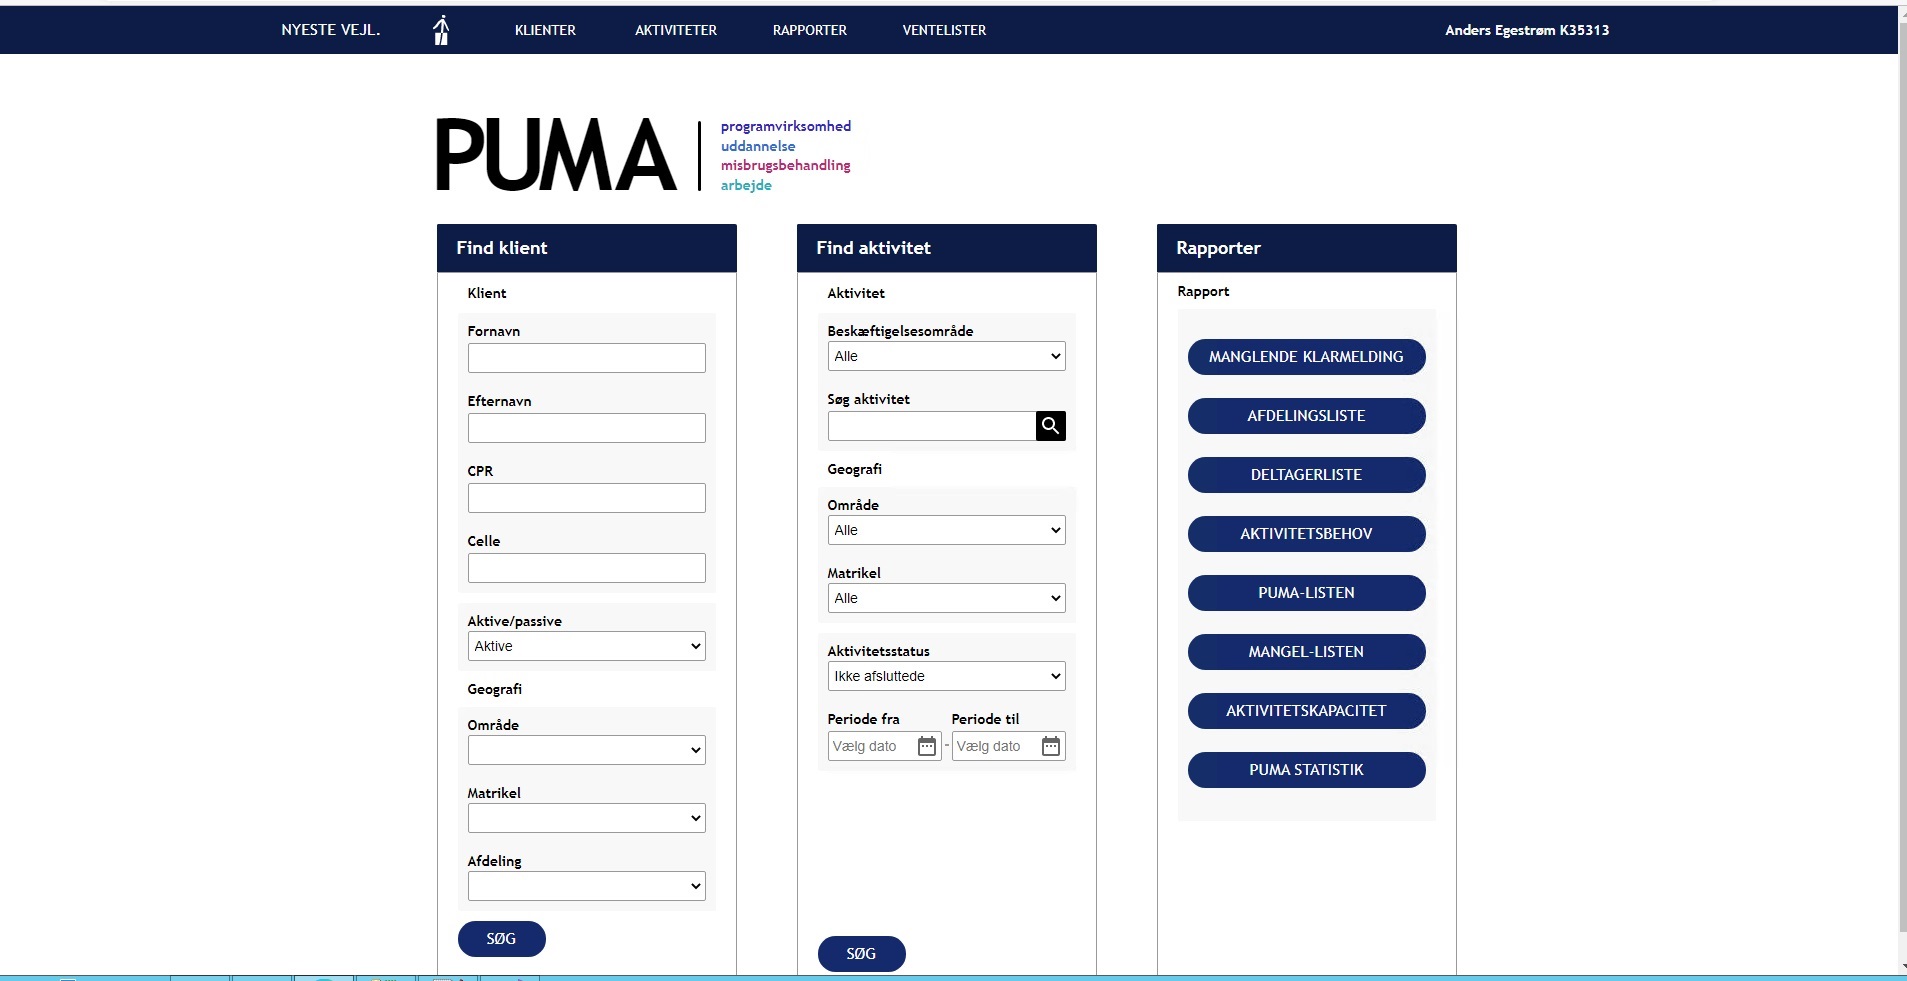 NYESTE VEJL.
KLIENTER
AKTIVITETER
RAPPORTER
VENTELISTER
Anders Egestrøm K35313
PUMA
programvirksomhed
uddannelse
misbrugsbehandling
arbejde
Find klient
Klient
Fornavn
Efternavn
CPR
Celle
Aktive/passive
Aktive
Geografi
Område
Matrikel
Afdeling
SØG
Find aktivitet
Aktivitet
Beskæftigelsesområde
Alle
Søg aktivitet
Geografi
Område
Alle
Matrikel
Alle
Aktivitetsstatus
Ikke afsluttede
Periode fra Periode til
Vælg dato - Vælg dato
SØG
Rapporter
Rapport
MANGLENDE KLARMELDING
AFDELINGSLISTE
DELTAGERLISTE
AKTIVITETSBEHOV
PUMA-LISTEN
MANGEL-LISTEN
AKTIVITETSKAPACITET
PUMA STATISTIK